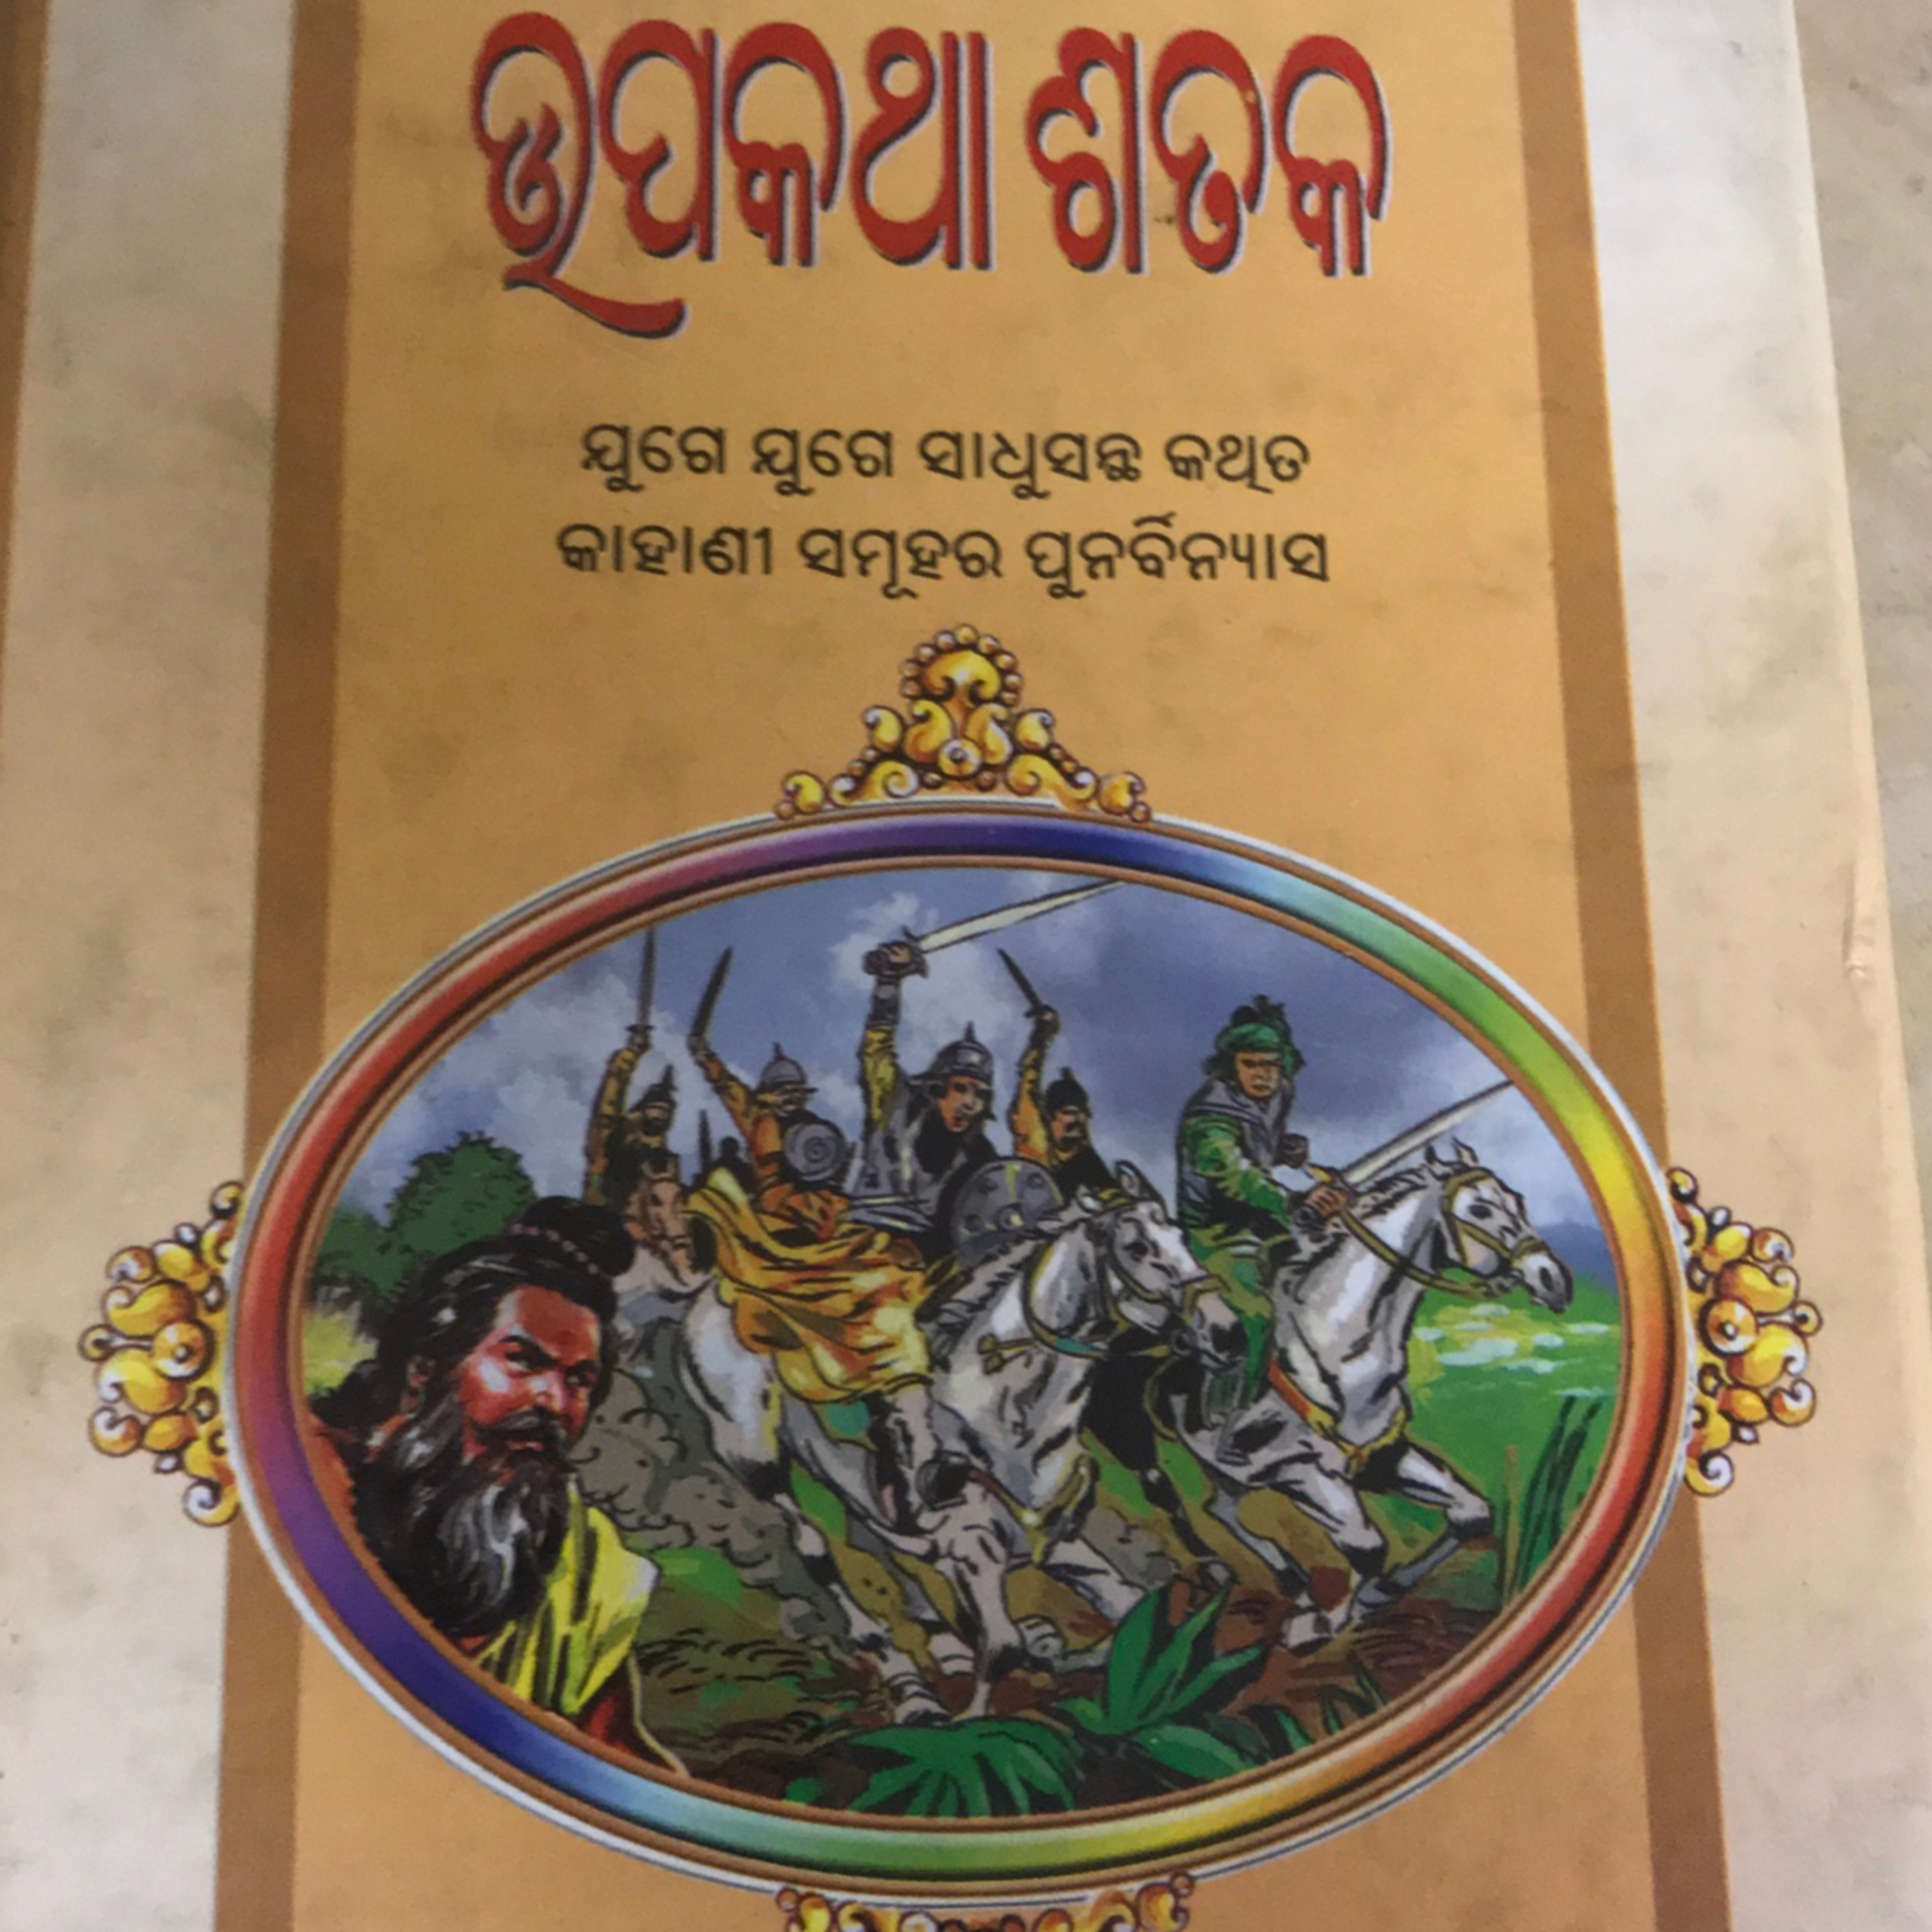 ଉପକଥା ଶତକ
ଯୁଗେ ଯୁଗେ ସାଧୁସନ୍ଥ କଥିତ
କାହାଣୀ ସମୂହର ପୁନର୍ବିନ୍ୟାସ